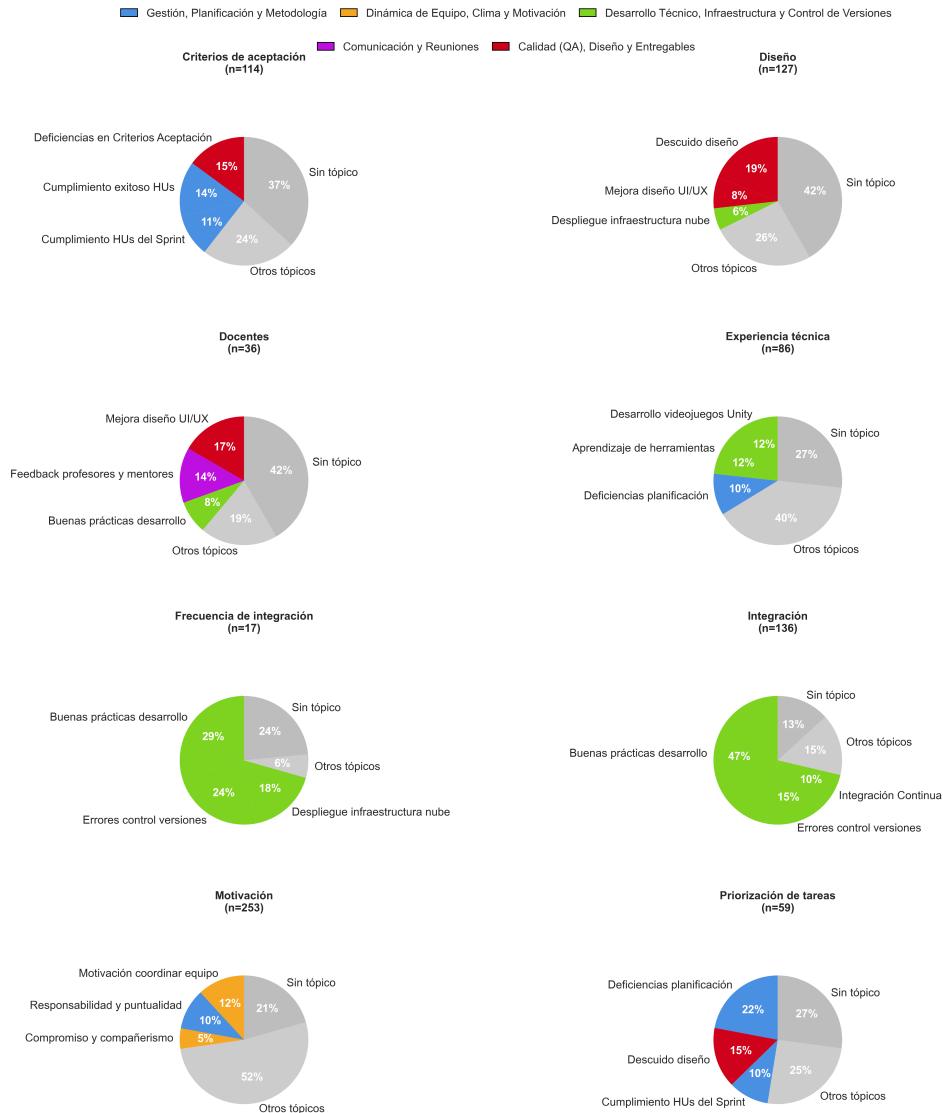 Gestión, Planificación y Metodología
Dinámica de Equipo, Clima y Motivación
Desarrollo Técnico, Infraestructura y Control de Versiones
Comunicación y Reuniones
Calidad (QA), Diseño y Entregables
Criterios de aceptación
(n=114)
Deficiencias en Criterios Aceptación
15%
Cumplimiento exitoso HUs
14%
Cumplimiento HUs del Sprint
11%
Otros tópicos
24%
Sin tópico
37%
Diseño
(n=127)
Descuido diseño
19%
Mejora diseño UI/UX
8%
Despliegue infraestructura nube
6%
Otros tópicos
26%
Sin tópico
42%
Docentes
(n=36)
Mejora diseño UI/UX
17%
Feedback profesores y mentores
14%
Buenas prácticas desarrollo
8%
Otros tópicos
19%
Sin tópico
42%
Experiencia técnica
(n=86)
Desarrollo videojuegos Unity
12%
Aprendizaje de herramientas
12%
Deficiencias planificación
10%
Otros tópicos
40%
Sin tópico
27%
Frecuencia de integración
(n=17)
Buenas prácticas desarrollo
29%
Errores control versiones
24%
Despliegue infraestructura nube
18%
Otros tópicos
6%
Sin tópico
24%
Integración
(n=136)
Buenas prácticas desarrollo
47%
Errores control versiones
15%
Integración Continua
10%
Otros tópicos
15%
Sin tópico
13%
Motivación
(n=253)
Motivación coordinar equipo
12%
Responsabilidad y puntualidad
10%
Compromiso y compañerismo
5%
Otros tópicos
52%
Sin tópico
21%
Priorización de tareas
(n=59)
Deficiencias planificación
22%
Descuido diseño
15%
Cumplimiento HUs del Sprint
10%
Otros tópicos
25%
Sin tópico
27%